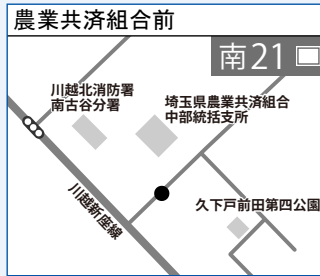 農業共済組合前
南21
川越北消防署
南古谷分署
埼玉県農業共済組合
中部統括支所
川越新座線
久下戸前田第四公園